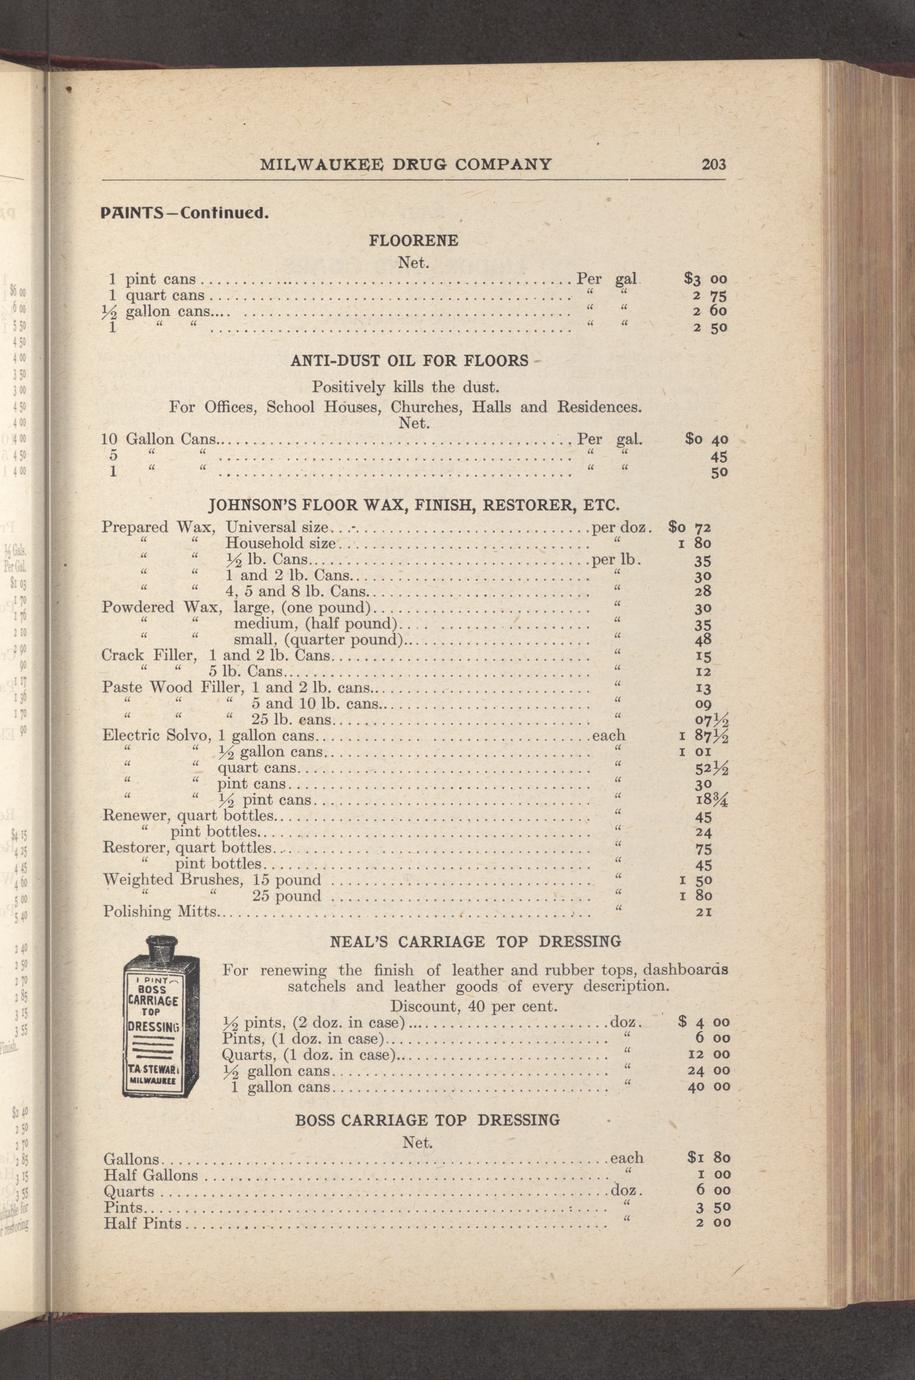 MILWAUKEE DRUG COMPANY 203
PAINTS—Continued.
FLOORENE
Net.
1 pint cans ........ Per gal $3 00
1 quart cans ........ “ “ 2 75
½ gallon cans.... ........ “ “ 2 60
1 “ “ ........ “ “ 2 50
ANTI-DUST OIL FOR FLOORS
Positively kills the dust.
For Offices, School Houses, Churches, Halls and Residences.
Net.
10 Gallon Cans........ Per gal. $0 40
5 “ “ ........ “ “ 45
1 “ “ ........ “ “ 50
JOHNSON'S FLOOR WAX, FINISH, RESTORER, ETC.
Prepared Wax, Universal size........ per doz. $0 72
“ “ Household size........ “ 1 80
“ “ ½ lb. Cans........ per lb. 35
“ “ 1 and 2 lb. Cans........ “ 30
“ “ 4, 5 and 8 lb. Cans........ “ 28
Powdered Wax, large, (one pound)........ “ 30
“ “ medium, (half pound)........ “ 35
“ “ small, (quarter pound)........ “ 48
Crack Filler, 1 and 2 lb. Cans........ “ 15
“ “ 5 lb. Cans........ “ 12
Paste Wood Filler, 1 and 2 lb. cans........ “ 13
“ “ “ 5 and 10 lb. cans........ “ 09
“ “ “ 25 lb. cans........ “ 07½
Electric Solvo, 1 gallon cans........ each 1 87½
“ “ ½ gallon cans........ “ 1 01
“ “ quart cans........ “ 52½
“ “ pint cans........ “ 30
“ “ ½ pint cans........ “ 18¾
Renewer, quart bottles........ “ 45
“ pint bottles........ “ 24
Restorer, quart bottles........ “ 75
“ pint bottles........ “ 45
Weighted Brushes, 15 pound ........ “ 1 50
“ “ 25 pound ........ “ 1 80
Polishing Mitts........ “ 21
NEAL'S CARRIAGE TOP DRESSING
For renewing the finish of leather and rubber tops, dashboards
satchels and leather goods of every description.
Discount, 40 per cent.
½ pints, (2 doz. in case)........ doz. $ 4 00
Pints, (1 doz. in case)........ “ 6 00
Quarts, (1 doz. in case)........ “ 12 00
½ gallon cans........ “ 24 00
1 gallon cans........ “ 40 00
1 PINT
BOSS
CARRIAGE
TOP
DRESSING
T.A. STEWART
MILWAUKEE
BOSS CARRIAGE TOP DRESSING
Net.
Gallons........ each $1 80
Half Gallons ........ “ 1 00
Quarts ........ doz. 6 00
Pints........ “ 3 50
Half Pints........ “ 2 00